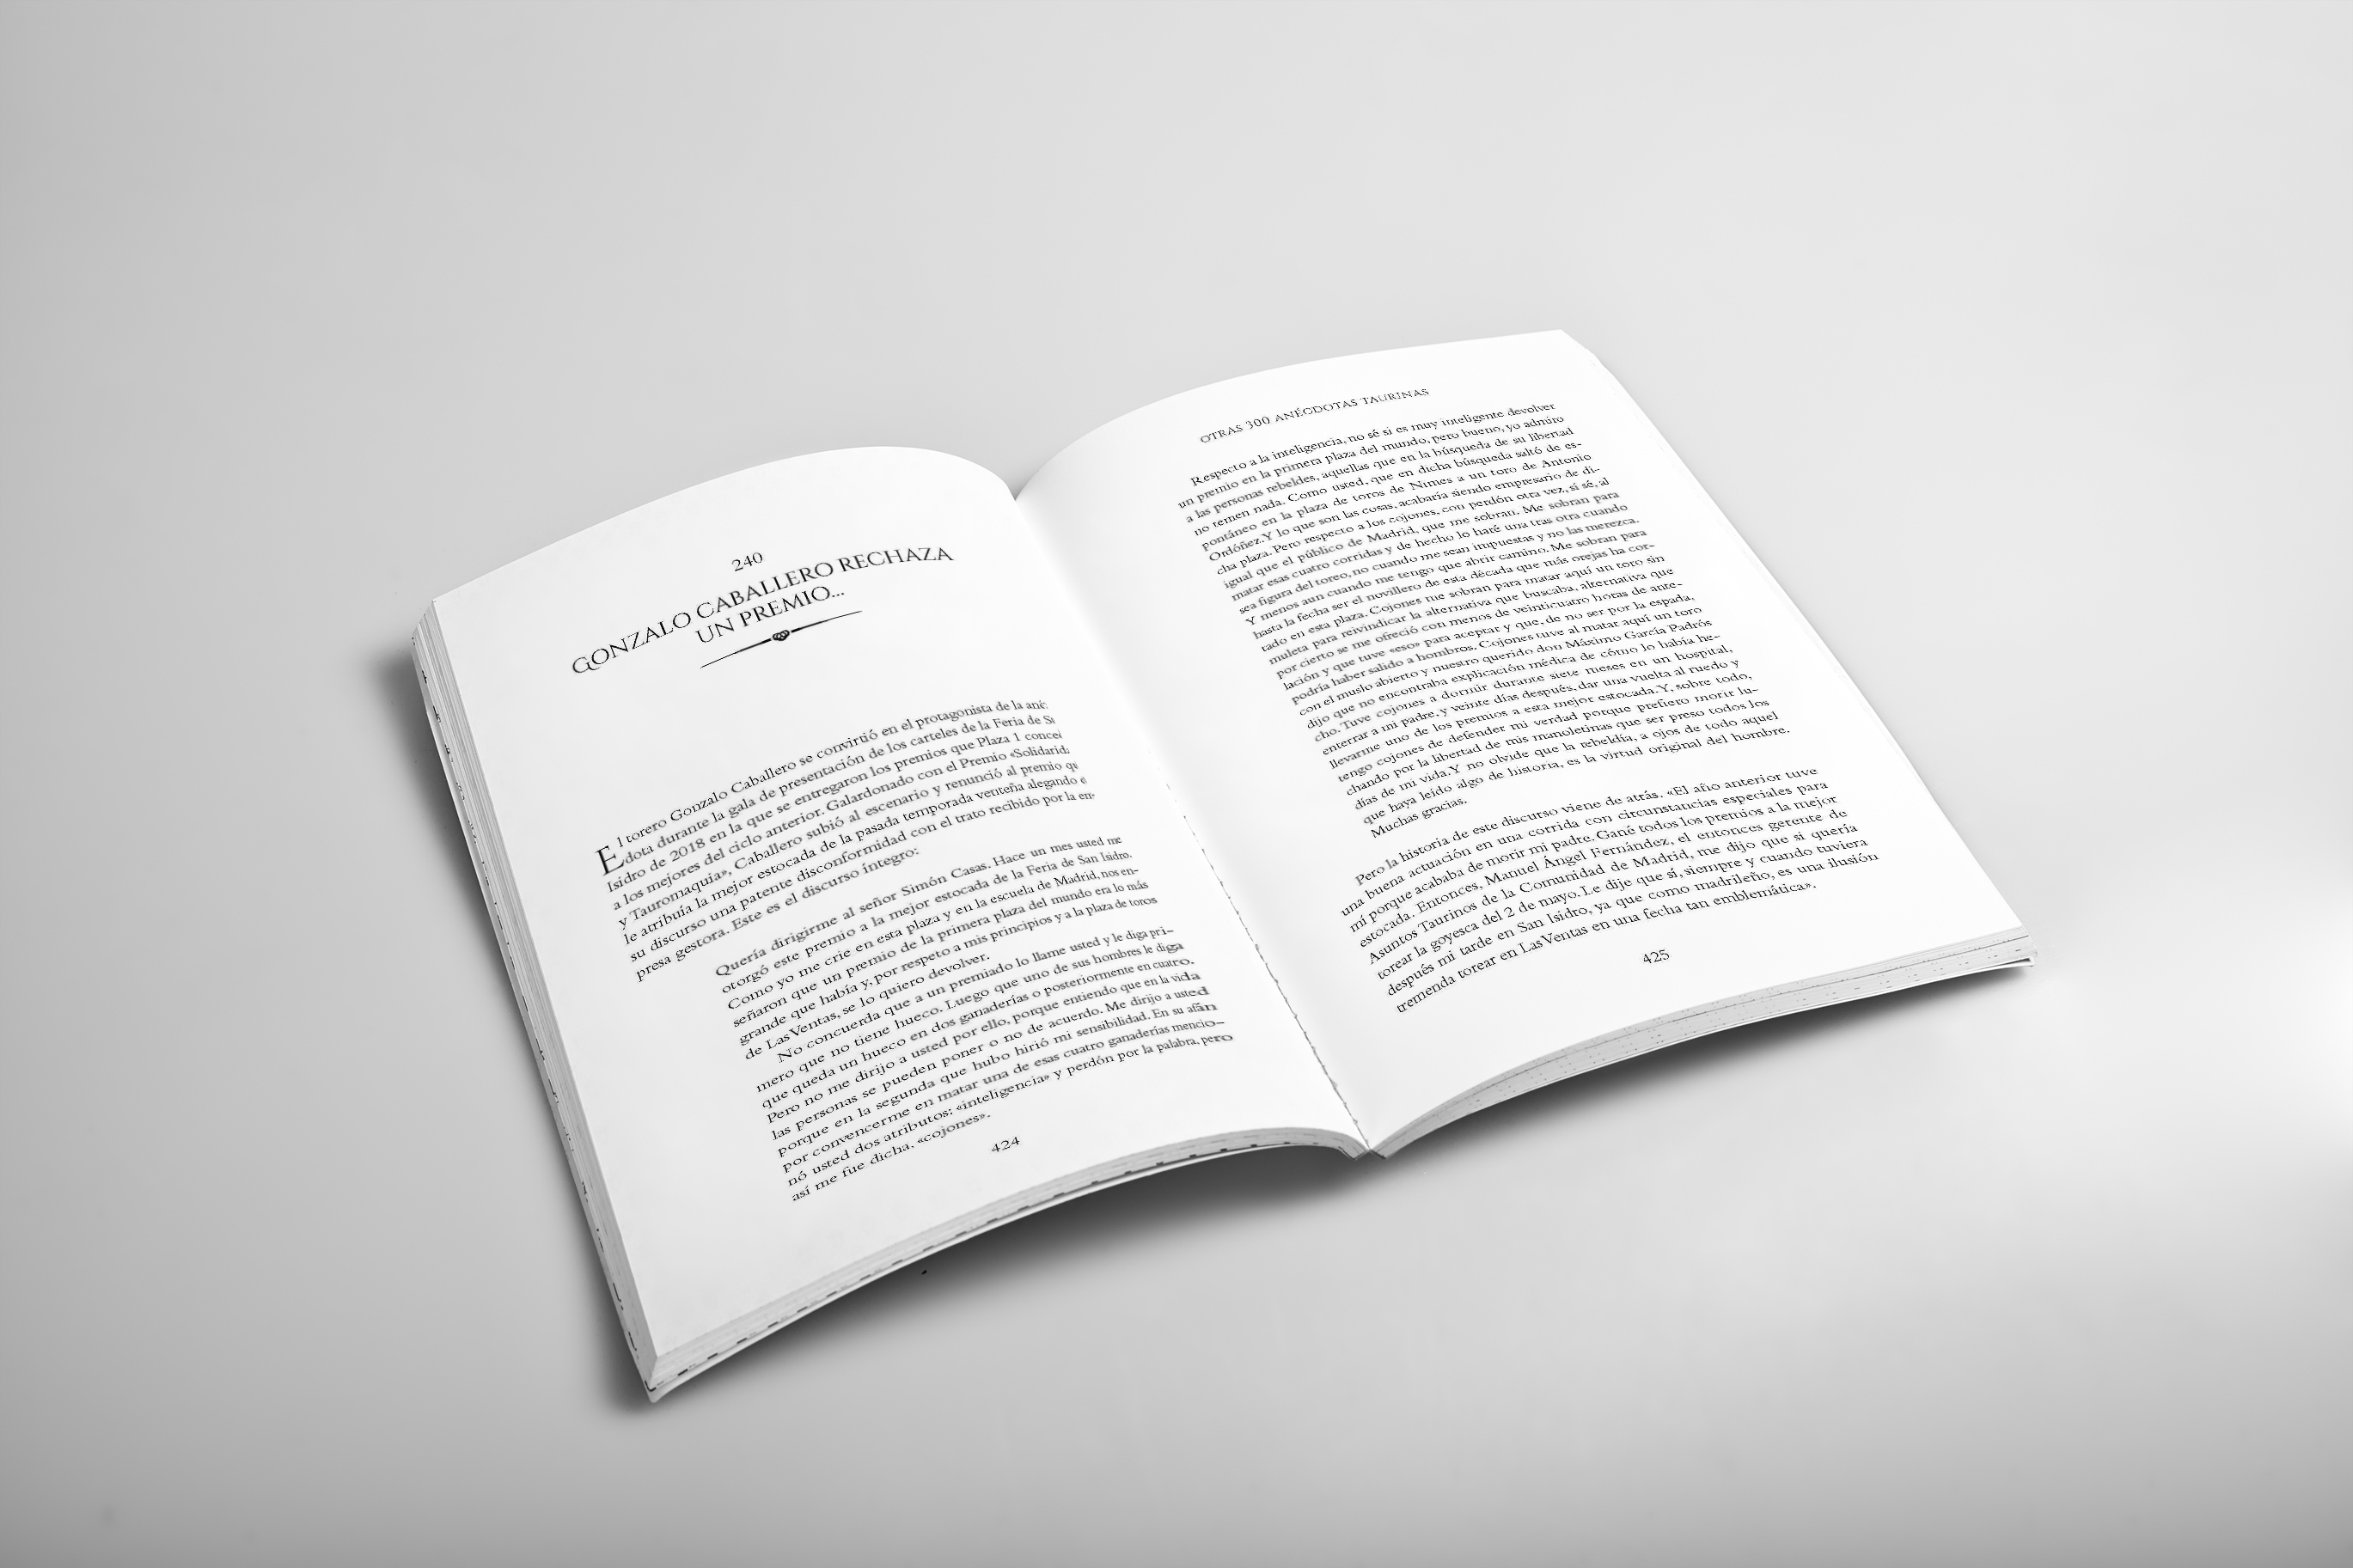 240
GONZALO CABALLERO RECHAZA
UN PREMIO...
El torero Gonzalo Caballero se convirtió en el protagonista de la anéc
dota durante la gala de presentación de los carteles de la Feria de Sa
Isidro de 2018 en la que se entregaron los premios que Plaza 1 conced
a los mejores del ciclo anterior. Galardonado con el Premio «Solidarida
y Tauromaquia», Caballero subió al escenario y renunció al premio qu
le atribuía la mejor estocada de la pasada temporada venteña alegando e
su discurso una patente disconformidad con el trato recibido por la em-
presa gestora. Este es el discurso íntegro:
Quería dirigirme al señor Simón Casas. Hace un mes usted me
otorgó este premio a la mejor estocada de la Feria de San Isidro.
Como yo me crie en esta plaza y en la escuela de Madrid, nos en-
señaron que un premio de la primera plaza del mundo era lo más
grande que había y, por respeto a mis principios y a la plaza de toros
de Las Ventas, se lo quiero devolver.
No concuerda que a un premiado lo llame usted y le diga pri-
mero que no tiene hueco. Luego que uno de sus hombres le diga
que queda un hueco en dos ganaderías o posteriormente en cuatro.
Pero no me dirijo a usted por ello, porque entiendo que en la vida
las personas se pueden poner o no de acuerdo. Me dirijo a usted
porque en la segunda que hubo hirió mi sensibilidad. En su afán
por convencerme en matar una de esas cuatro ganaderías mencio-
nó usted dos atributos: «inteligencia» y perdón por la palabra, pero
así me fue dicha, «cojones».
424
OTRAS 300 ANÉCDOTAS TAURINAS
Respecto a la inteligencia, no sé si es muy inteligente devolver
un premio en la primera plaza del mundo, pero bueno, yo admiro
a las personas rebeldes, aquellas que en la búsqueda de su libertad
no temen nada. Como usted, que en dicha búsqueda saltó de es-
pontáneo en la plaza de toros de Nimes a un toro de Antonio
Ordóñez. Y lo que son las cosas, acabaría siendo empresario de di-
cha plaza. Pero respecto a los cojones, con perdón otra vez, sí sé, al
igual que el público de Madrid, que me sobran. Me sobran para
matar esas cuatro corridas y de hecho lo haré una tras otra cuando
sea figura del toreo, no cuando me sean impuestas y no las merezca.
Y menos aun cuando me tengo que abrir camino. Me sobran para
hasta la fecha ser el novillero de esta década que más orejas ha cor-
tado en esta plaza. Cojones me sobran para matar aquí un toro sin
muleta para reivindicar la alternativa que buscaba, alternativa que
por cierto se me ofreció con menos de veinticuatro horas de ante-
lación y que tuve «eso» para aceptar y que, de no ser por la espada,
podría haber salido a hombros. Cojones tuve al matar aquí un toro
con el muslo abierto y nuestro querido don Máximo García Padrós
dijo que no encontraba explicación médica de cómo lo había he-
cho. Tuve cojones a dormir durante siete meses en un hospital,
enterrar a mi padre, y veinte días después, dar una vuelta al ruedo y
llevarme uno de los premios a esta mejor estocada. Y, sobre todo,
tengo cojones de defender mi verdad porque prefiero morir lu-
chando por la libertad de mis manoletinas que ser preso todos los
días de mi vida. Y no olvide que la rebeldía, a ojos de todo aquel
que haya leído algo de historia, es la virtud original del hombre.
Muchas gracias.
Pero la historia de este discurso viene de atrás. «El año anterior tuve
una buena actuación en una corrida con circunstancias especiales para
mí porque acababa de morir mi padre. Gané todos los premios a la mejor
estocada. Entonces, Manuel Ángel Fernández, el entonces gerente de
Asuntos Taurinos de la Comunidad de Madrid, me dijo que si quería
torear la goyesca del 2 de mayo. Le dije que sí, siempre y cuando tuviera
después mi tarde en San Isidro, ya que como madrileño, es una ilusión
tremenda torear en Las Ventas en una fecha tan emblemática».
425